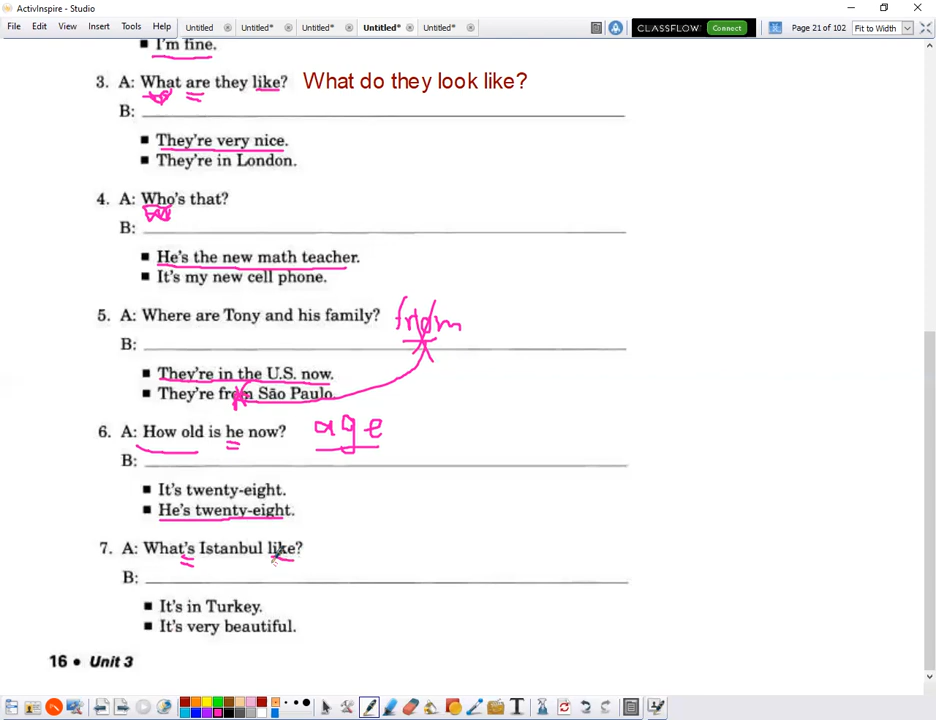 ActivInspire - Studio
File Edit View Insert Tools Help Untitled Untitled* Untitled* Untitled* Untitled* CLASSFLOW Connect Page 21 of 102 Fit to Width
■ I'm fine.
3. A: What are they like? What do they look like?
B:
■ They're very nice.
■ They're in London.
4. A: Who's that?
B:
■ He's the new math teacher.
■ It's my new cell phone.
5. A: Where are Tony and his family? from
B:
■ They're in the U.S. now.
■ They're from São Paulo.
6. A: How old is he now? age
B:
■ It's twenty-eight.
■ He's twenty-eight.
7. A: What's Istanbul like?
B:
■ It's in Turkey.
■ It's very beautiful.
16 • Unit 3